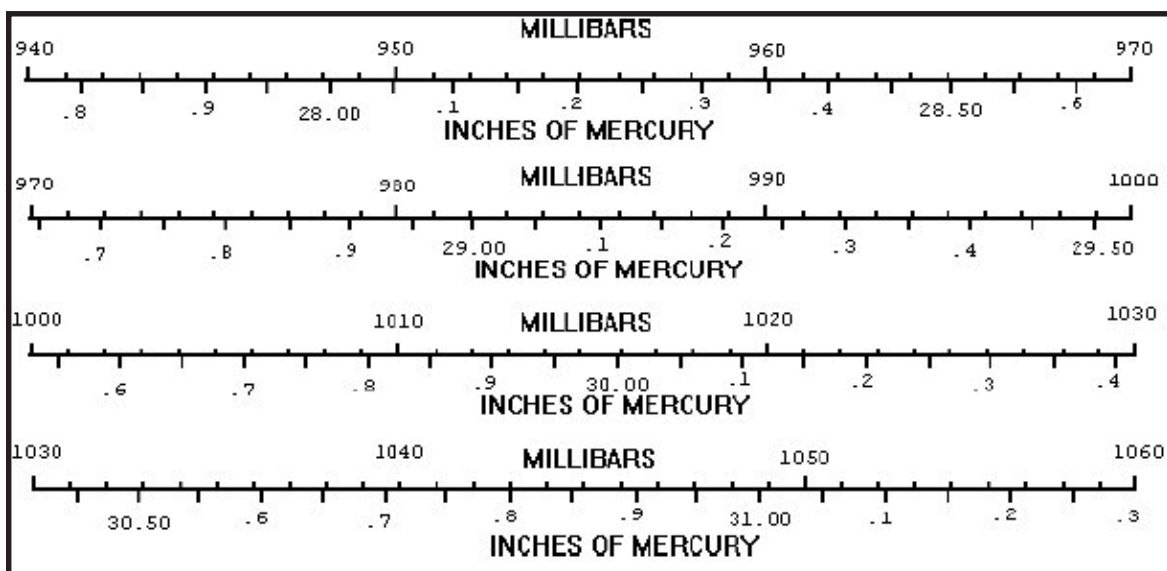 MILLIBARS
940 950 960 970
.8 .9 28.00 .1 .2 .3 .4 28.50 .6
INCHES OF MERCURY
MILLIBARS
970 980 990 1000
.7 .8 .9 29.00 .1 .2 .3 .4 29.50
INCHES OF MERCURY
1000 1010 MILLIBARS 1020 1030
.6 .7 .8 .9 30.00 .1 .2 .3 .4
INCHES OF MERCURY
1030 1040 MILLIBARS 1050 1060
30.50 .6 .7 .8 .9 31.00 .1 .2 .3
INCHES OF MERCURY